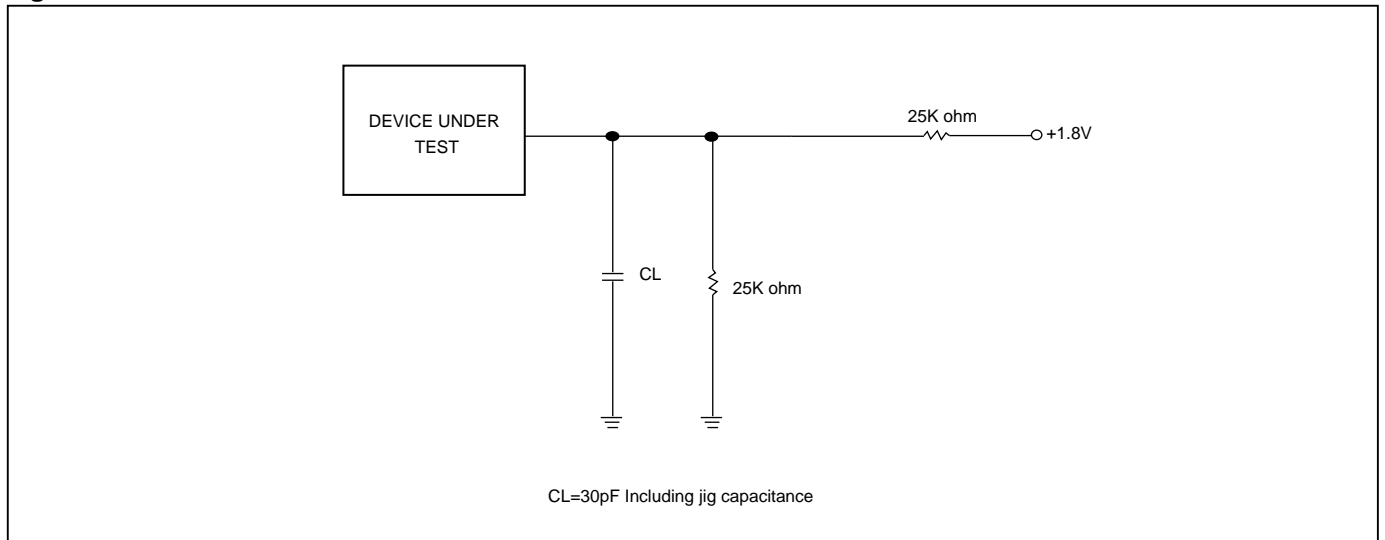 DEVICE UNDER
TEST
25K ohm
+1.8V
CL
25K ohm
CL=30pF Including jig capacitance